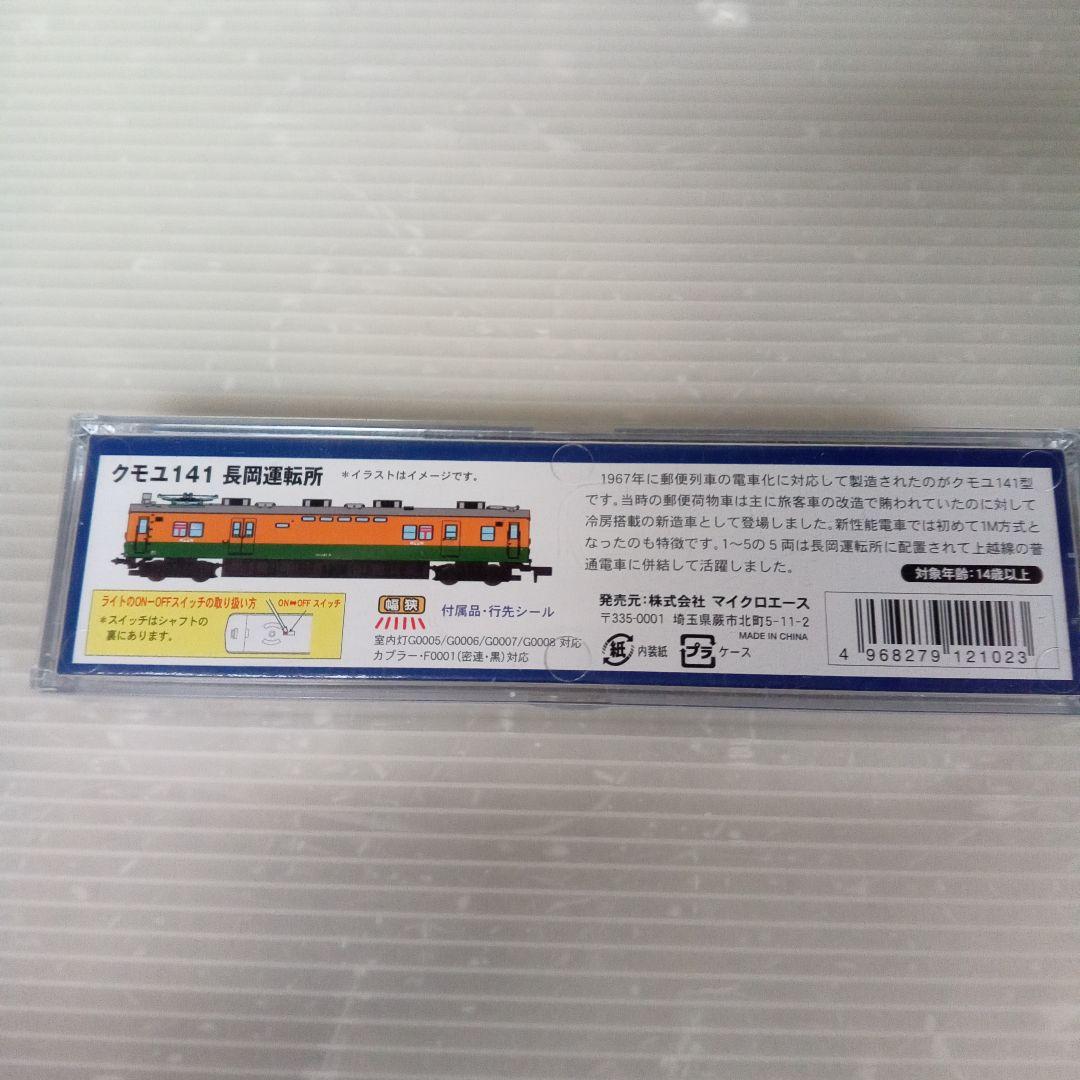 クモユ141 長岡運転所 *イラストはイメージです。
ライトのON-OFFスイッチの取り扱い方
ON⇔OFF スイッチ
*スイッチはシャフトの
裏にあります。
幅狭
付属品・行先シール
室内灯G0005/G0006/G0007/G0008 対応
カプラー・F0001(密連・黒)対応
1967年に郵便列車の電車化に対応して製造されたのがクモユ141型
です。当時の郵便荷物車は主に旅客車の改造で賄われていたのに対して
冷房搭載の新造車として登場しました。新性能電車では初めて1M方式と
なったのも特徴です。1～5の5両は長岡運転所に配置されて上越線の普
通電車に併結して活躍しました。
対象年齢:14歳以上
発売元:株式会社 マイクロエース
〒335-0001 埼玉県蕨市北町5-11-2
MADE IN CHINA
紙 内装紙 プラ ケース
4 968279 121023